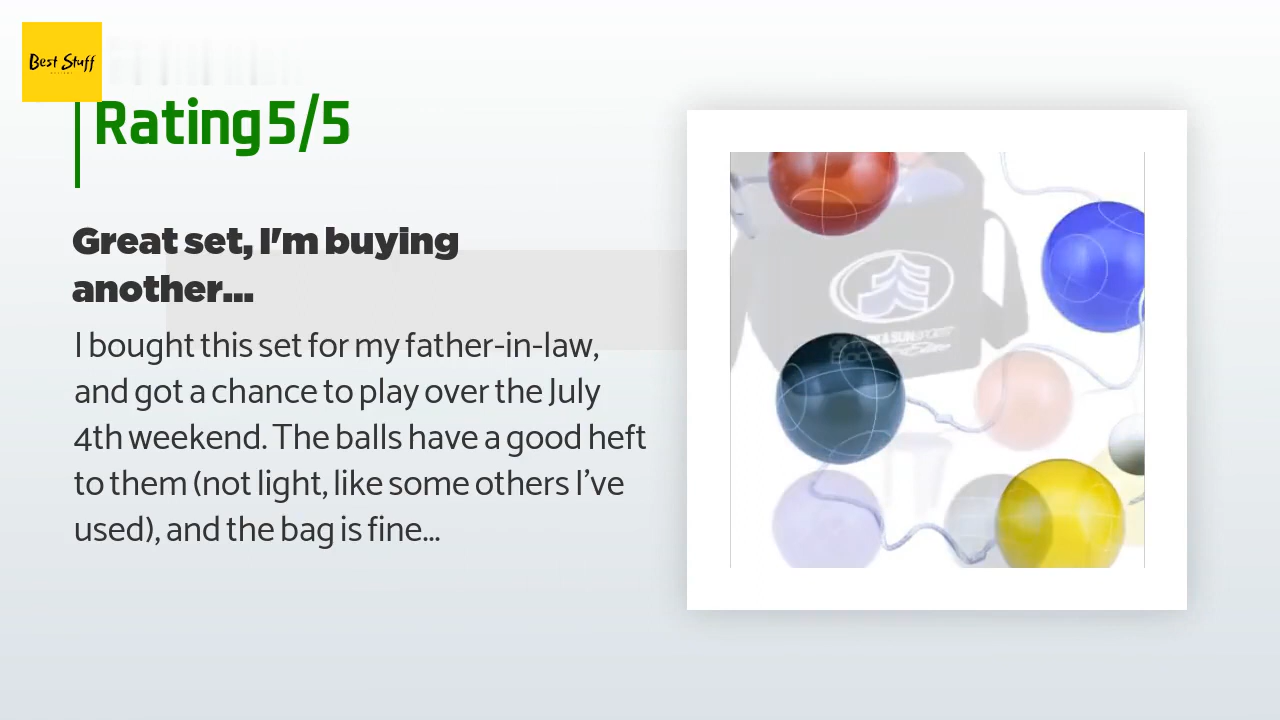 Best Stuff
Rating 5/5
Great set, I'm buying
another...
I bought this set for my father-in-law,
and got a chance to play over the July
4th weekend. The balls have a good heft
to them (not light, like some others I've
used), and the bag is fine...